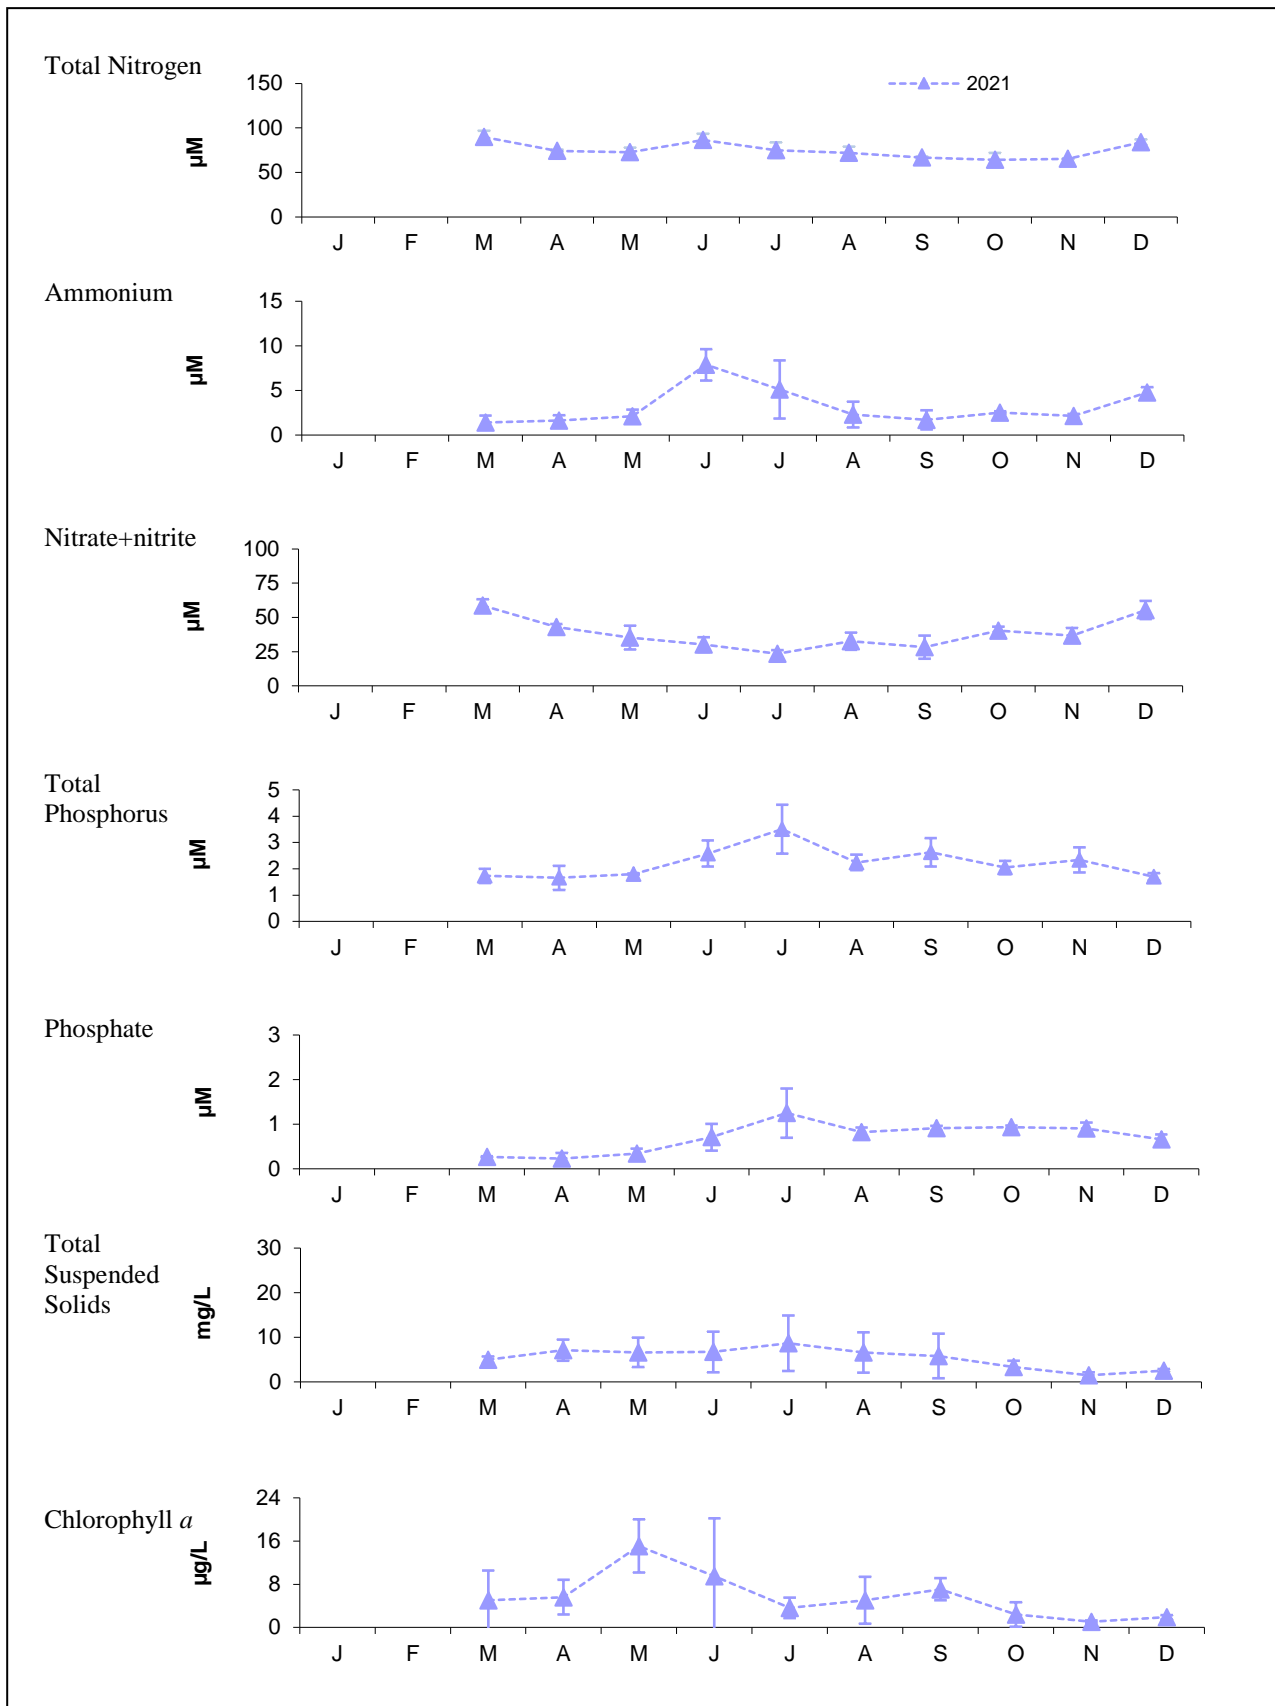 Total Nitrogen
2021
µM
150
100
50
0
J F M A M J J A S O N D
Ammonium
µM
15
10
5
0
J F M A M J J A S O N D
Nitrate+nitrite
µM
100
75
50
25
0
J F M A M J J A S O N D
Total
Phosphorus
µM
5
4
3
2
1
0
J F M A M J J A S O N D
Phosphate
µM
3
2
1
0
J F M A M J J A S O N D
Total
Suspended
Solids
mg/L
30
20
10
0
J F M A M J J A S O N D
Chlorophyll a
µg/L
24
16
8
0
J F M A M J J A S O N D